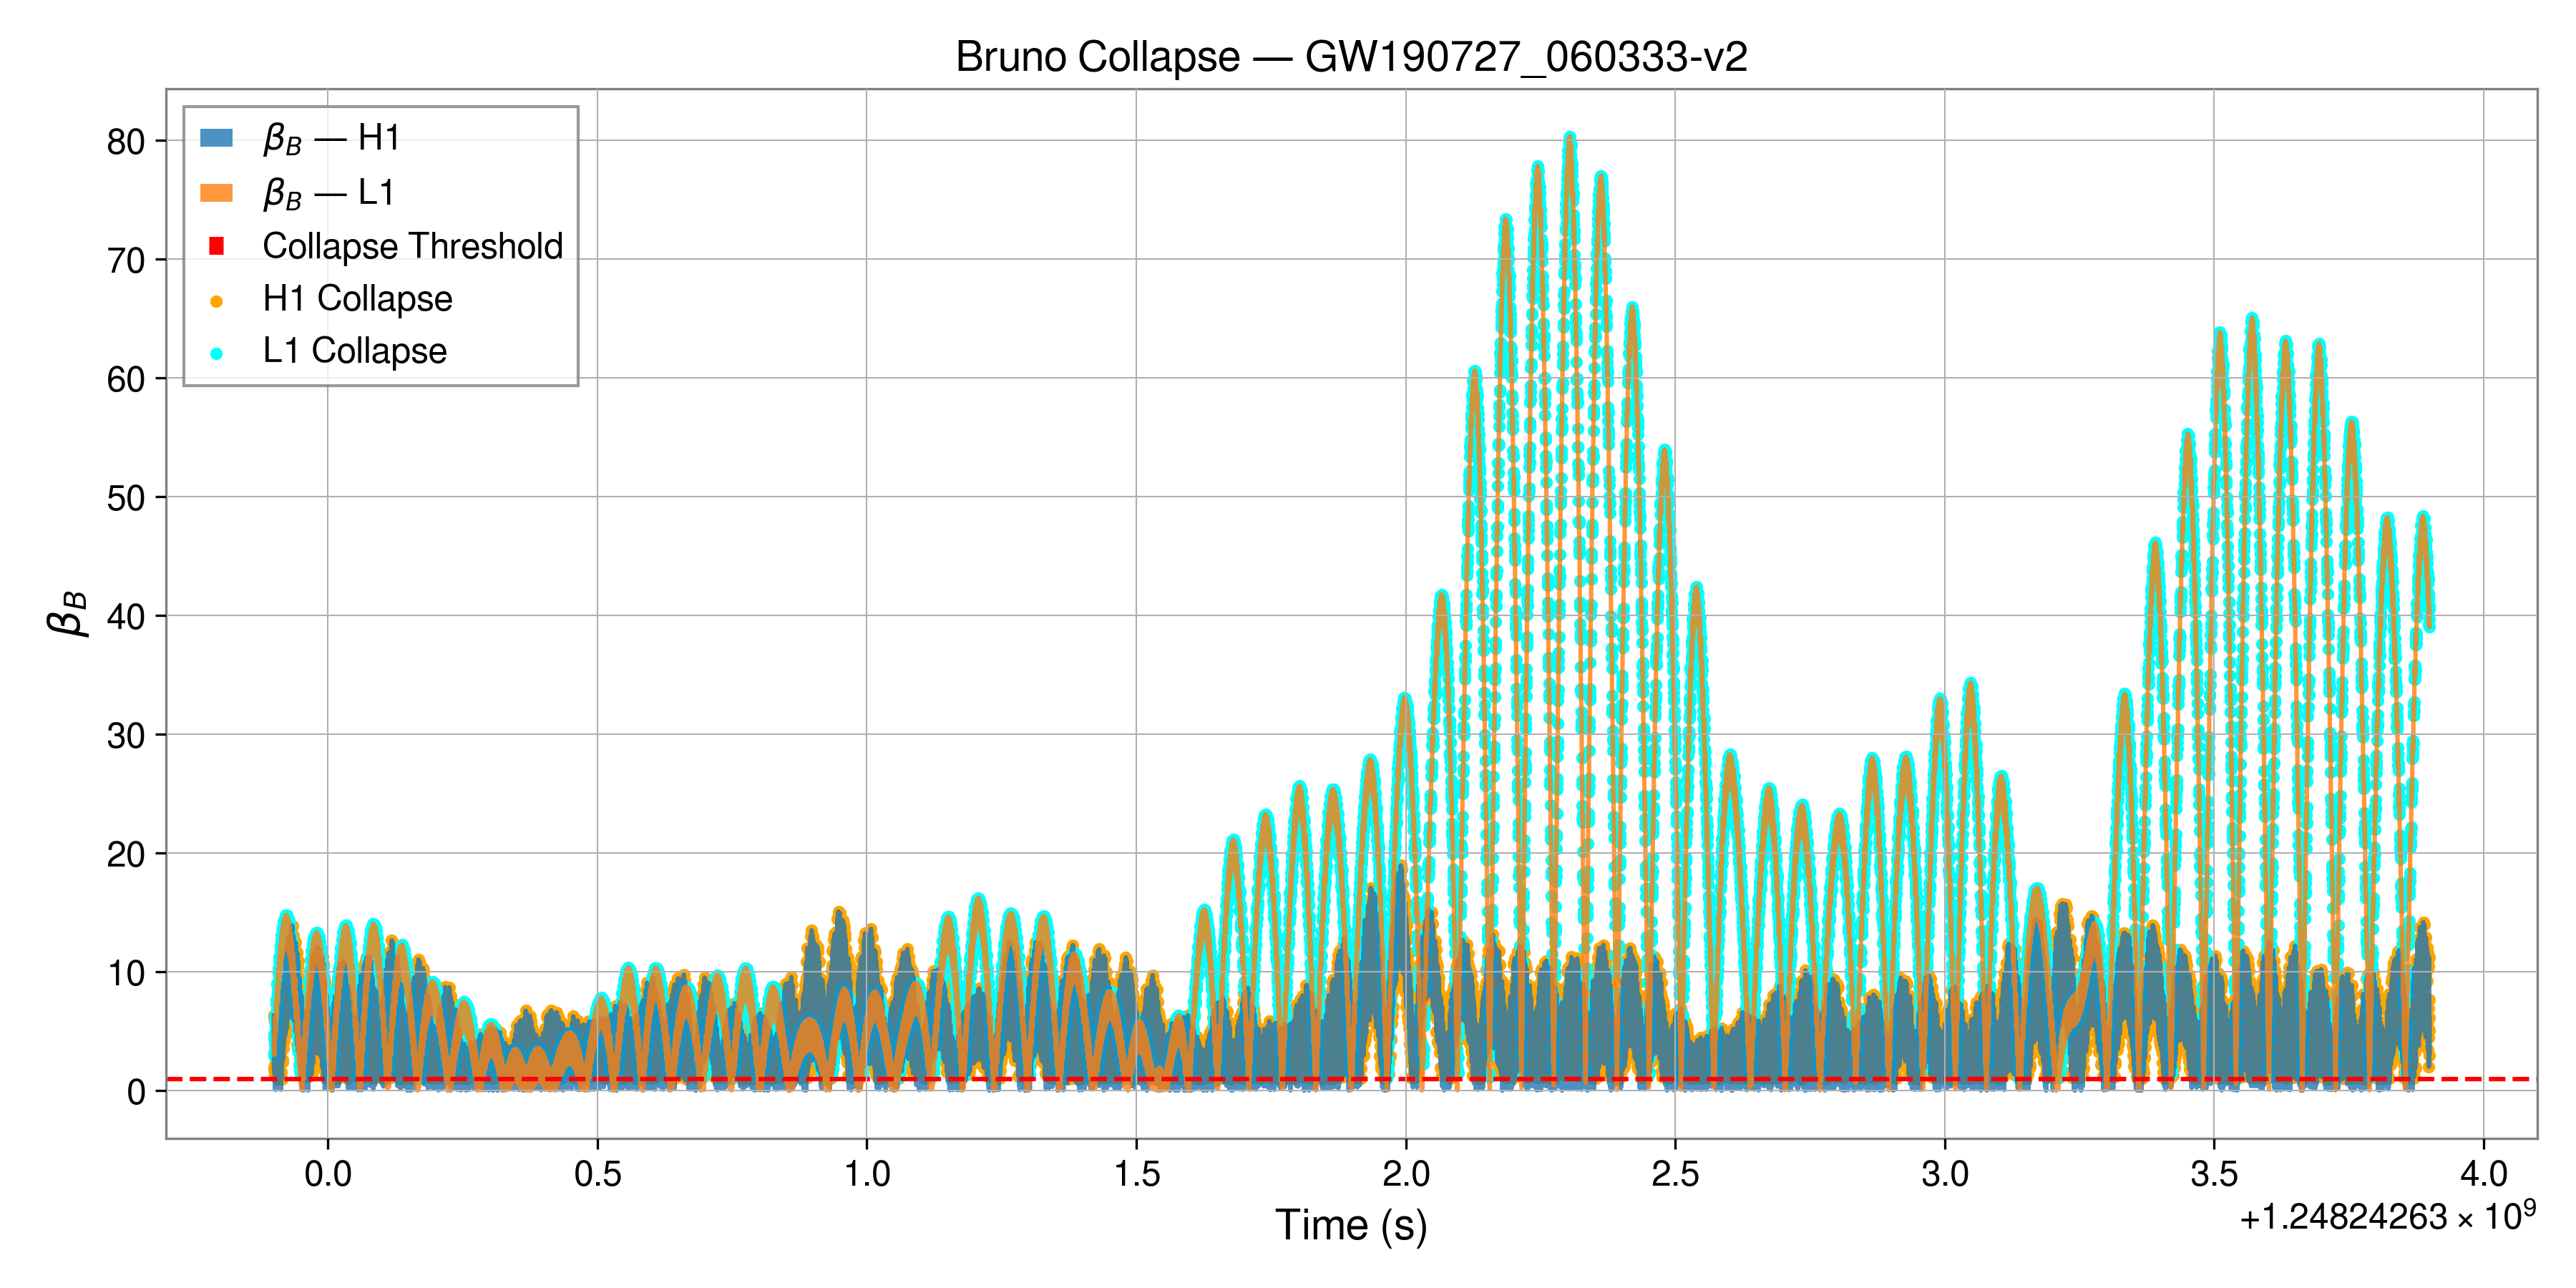 Bruno Collapse — GW190727_060333-v2
β_B — H1
β_B — L1
Collapse Threshold
H1 Collapse
L1 Collapse
80
70
60
50
40
30
20
10
0
β_B
0.0 0.5 1.0 1.5 2.0 2.5 3.0 3.5 4.0
+1.24824263 × 10⁹
Time (s)